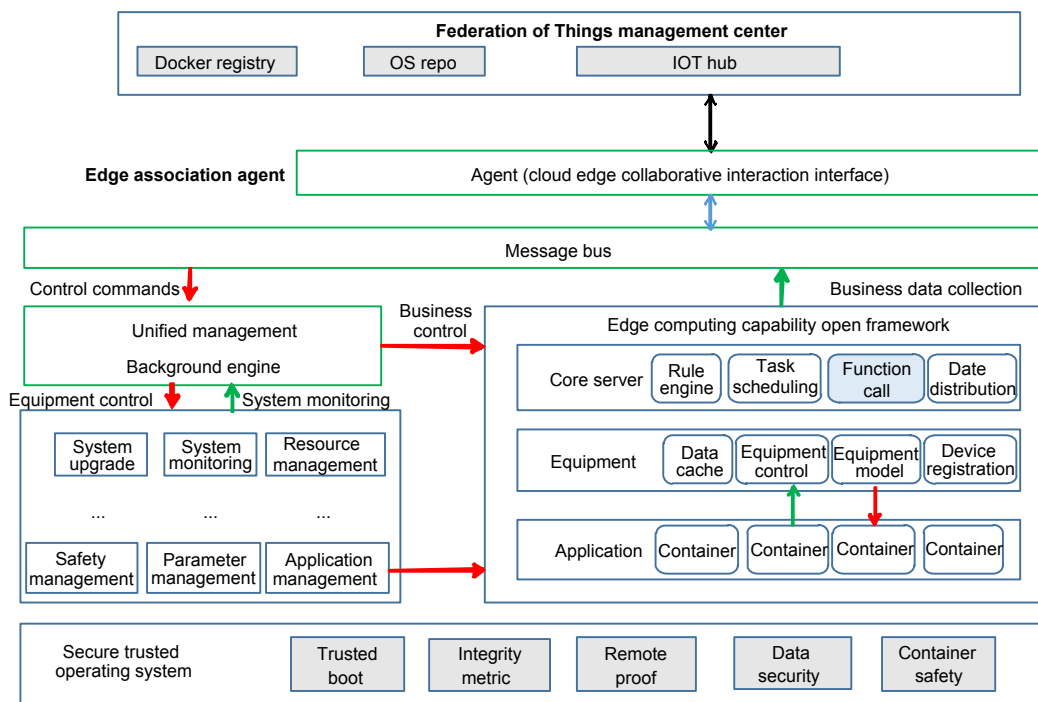 Federation of Things management center
Docker registry
OS repo
IOT hub
Edge association agent
Agent (cloud edge collaborative interaction interface)
Message bus
Control commands
Business data collection
Unified management
Background engine
Business
control
Equipment control
System monitoring
System
upgrade
System
monitoring
Resource
management
...
...
...
Safety
management
Parameter
management
Application
management
Edge computing capability open framework
Core server
Rule
engine
Task
scheduling
Function
call
Date
distribution
Equipment
Data
cache
Equipment
control
Equipment
model
Device
registration
Application
Container
Container
Container
Container
Secure trusted
operating system
Trusted
boot
Integrity
metric
Remote
proof
Data
security
Container
safety